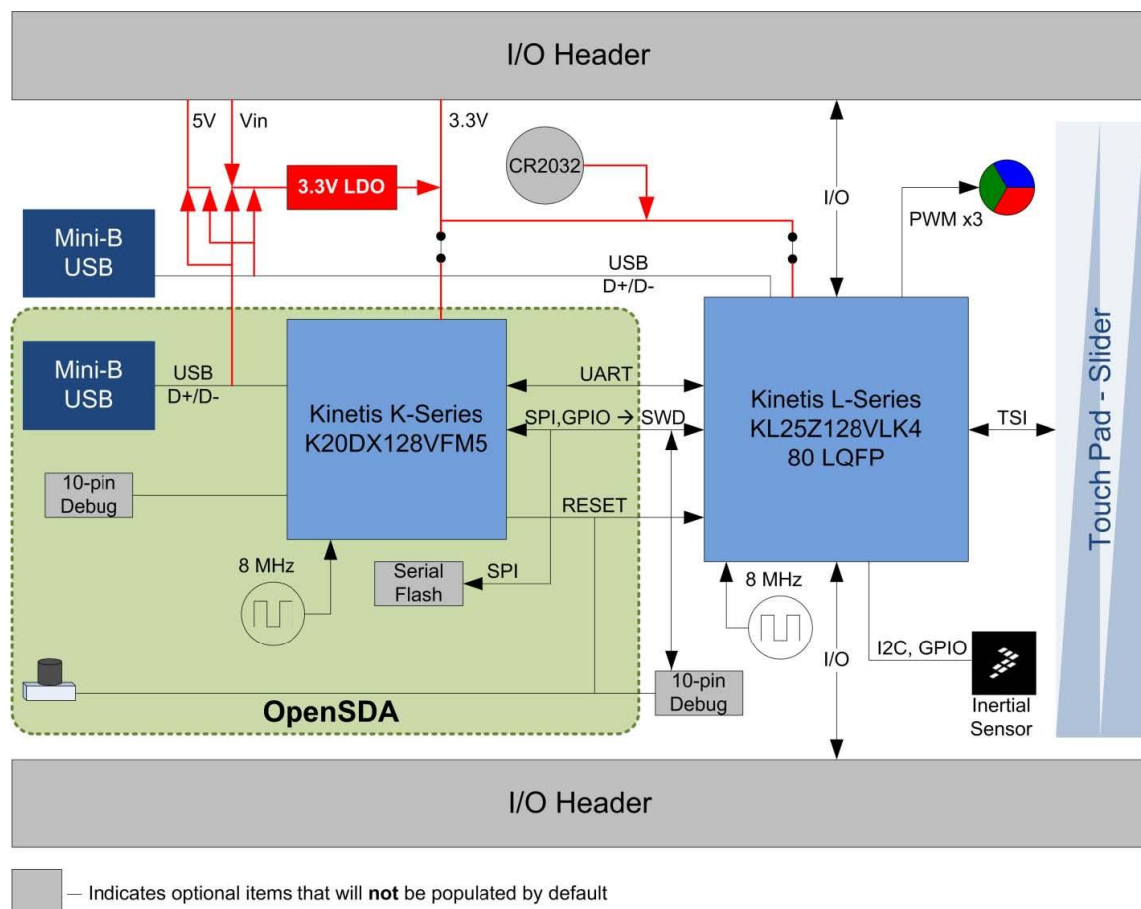 I/O Header
5V
Vin
3.3V
CR2032
3.3V LDO
I/O
PWM x3
Mini-B
USB
USB
D+/D-
Mini-B
USB
USB
D+/D-
Kinetis K-Series
K20DX128VFM5
UART
SPI,GPIO → SWD
Kinetis L-Series
KL25Z128VLK4
80 LQFP
TSI
Touch Pad - Slider
10-pin
Debug
RESET
8 MHz
Serial
Flash
SPI
8 MHz
I/O
I2C, GPIO
10-pin
Debug
Inertial
Sensor
OpenSDA
I/O Header
— Indicates optional items that will not be populated by default